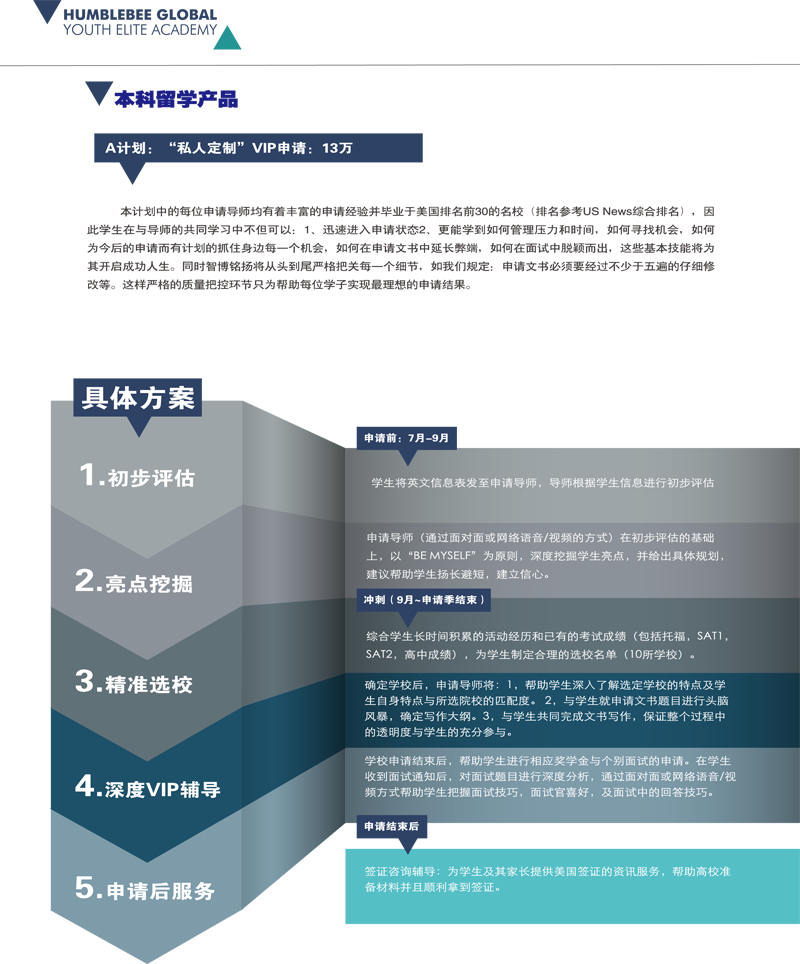 HUMBLEBEE GLOBAL
YOUTH ELITE ACADEMY
本科留学产品
A计划：“私人定制”VIP申请：13万
本计划中的每位申请导师均有着丰富的申请经验并毕业于美国排名前30的名校（排名参考US News综合排名），因
此学生在与导师的共同学习中不但可以：1、迅速进入申请状态2、更能学到如何管理压力和时间，如何寻找机会，如何
为今后的申请而有计划的抓住身边每一个机会，如何在申请文书中延长弊端，如何在面试中脱颖而出，这些基本技能将为
其开启成功人生。同时智博铭扬将从头到尾严格把关每一个细节，如我们规定：申请文书必须要经过不少于五遍的仔细修
改等。这样严格的质量把控环节只为帮助每位学子实现最理想的申请结果。
具体方案
1.初步评估
申请前：7月-9月
学生将英文信息表发至申请导师，导师根据学生信息进行初步评估
2.亮点挖掘
申请导师（通过面对面或网络语音/视频的方式）在初步评估的基础
上，以“BE MYSELF”为原则，深度挖掘学生亮点，并给出具体规划，
建议帮助学生扬长避短，建立信心。
冲刺（9月~申请季结束）
3.精准选校
综合学生长时间积累的活动经历和已有的考试成绩（包括托福，SAT1，
SAT2，高中成绩），为学生制定合理的选校名单（10所学校）。
4.深度VIP辅导
确定学校后，申请导师将：1，帮助学生深入了解选定学校的特点及学
生自身特点与所选院校的匹配度。 2，与学生就申请文书题目进行头脑
风暴，确定写作大纲。3，与学生共同完成文书写作，保证整个过程中
的透明度与学生的充分参与。
学校申请结束后，帮助学生进行相应奖学金与个别面试的申请。在学生
收到面试通知后，对面试题目进行深度分析，通过面对面或网络语音/视
频方式帮助学生把握面试技巧，面试官喜好，及面试中的回答技巧。
5.申请后服务
申请结束后
签证咨询辅导：为学生及其家长提供美国签证的资讯服务，帮助高校准
备材料并且顺利拿到签证。